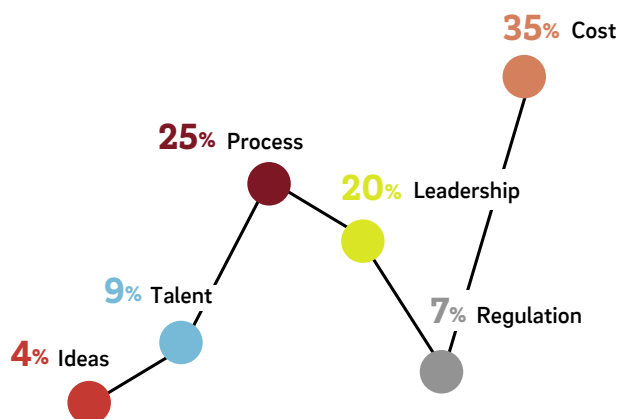 35% Cost
25% Process
20% Leadership
9% Talent
7% Regulation
4% Ideas